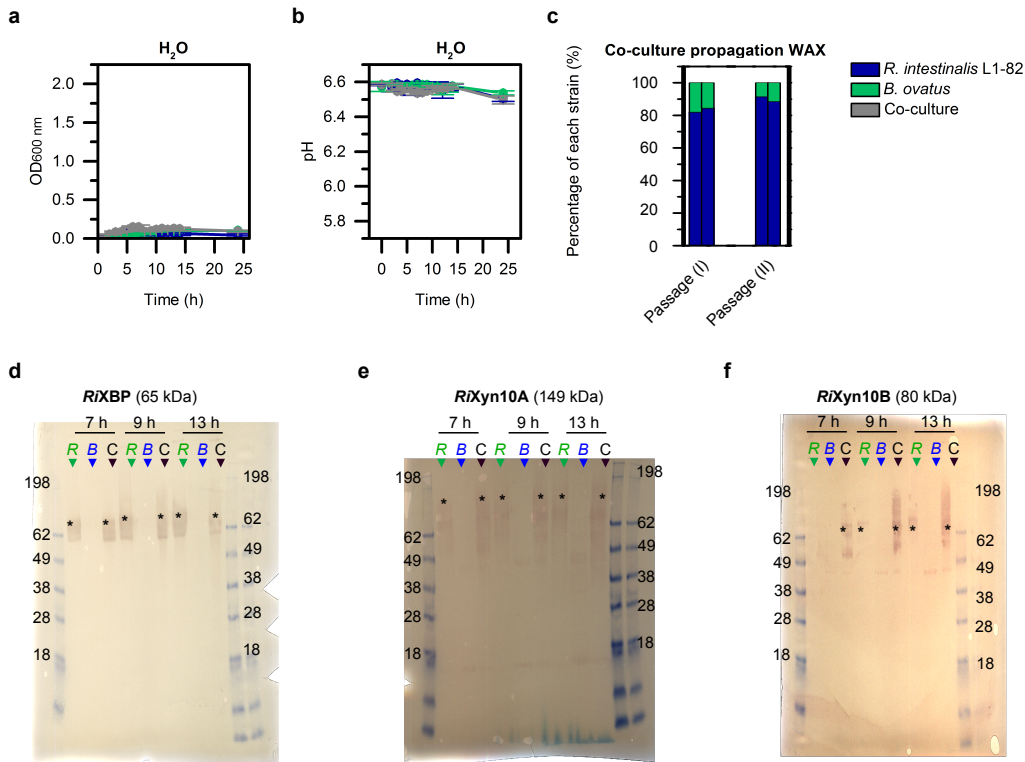 a
H2O
2.0
1.5
1.0
0.5
0.0
OD600 nm
0 5 10 15 20 25
Time (h)
b
H2O
6.6
6.4
6.2
6.0
5.8
pH
0 5 10 15 20 25
Time (h)
c
Co-culture propagation WAX
100
80
60
40
20
0
Percentage of each strain (%)
Passage (I)
Passage (II)
R. intestinalis L1-82
B. ovatus
Co-culture
d
RiXBP (65 kDa)
7 h 9 h 13 h
R B C R B C R B C
198
62
49
38
28
18
* * * * * *
198
62
49
38
28
18
e
RiXyn10A (149 kDa)
7 h 9 h 13 h
R B C R B C R B C
198
62
49
38
28
18
* * * * * *
198
62
49
38
28
18
f
RiXyn10B (80 kDa)
7 h 9 h 13 h
R B C R B C R B C
198
62
49
38
28
18
* * * * *
198
62
49
38
28
18